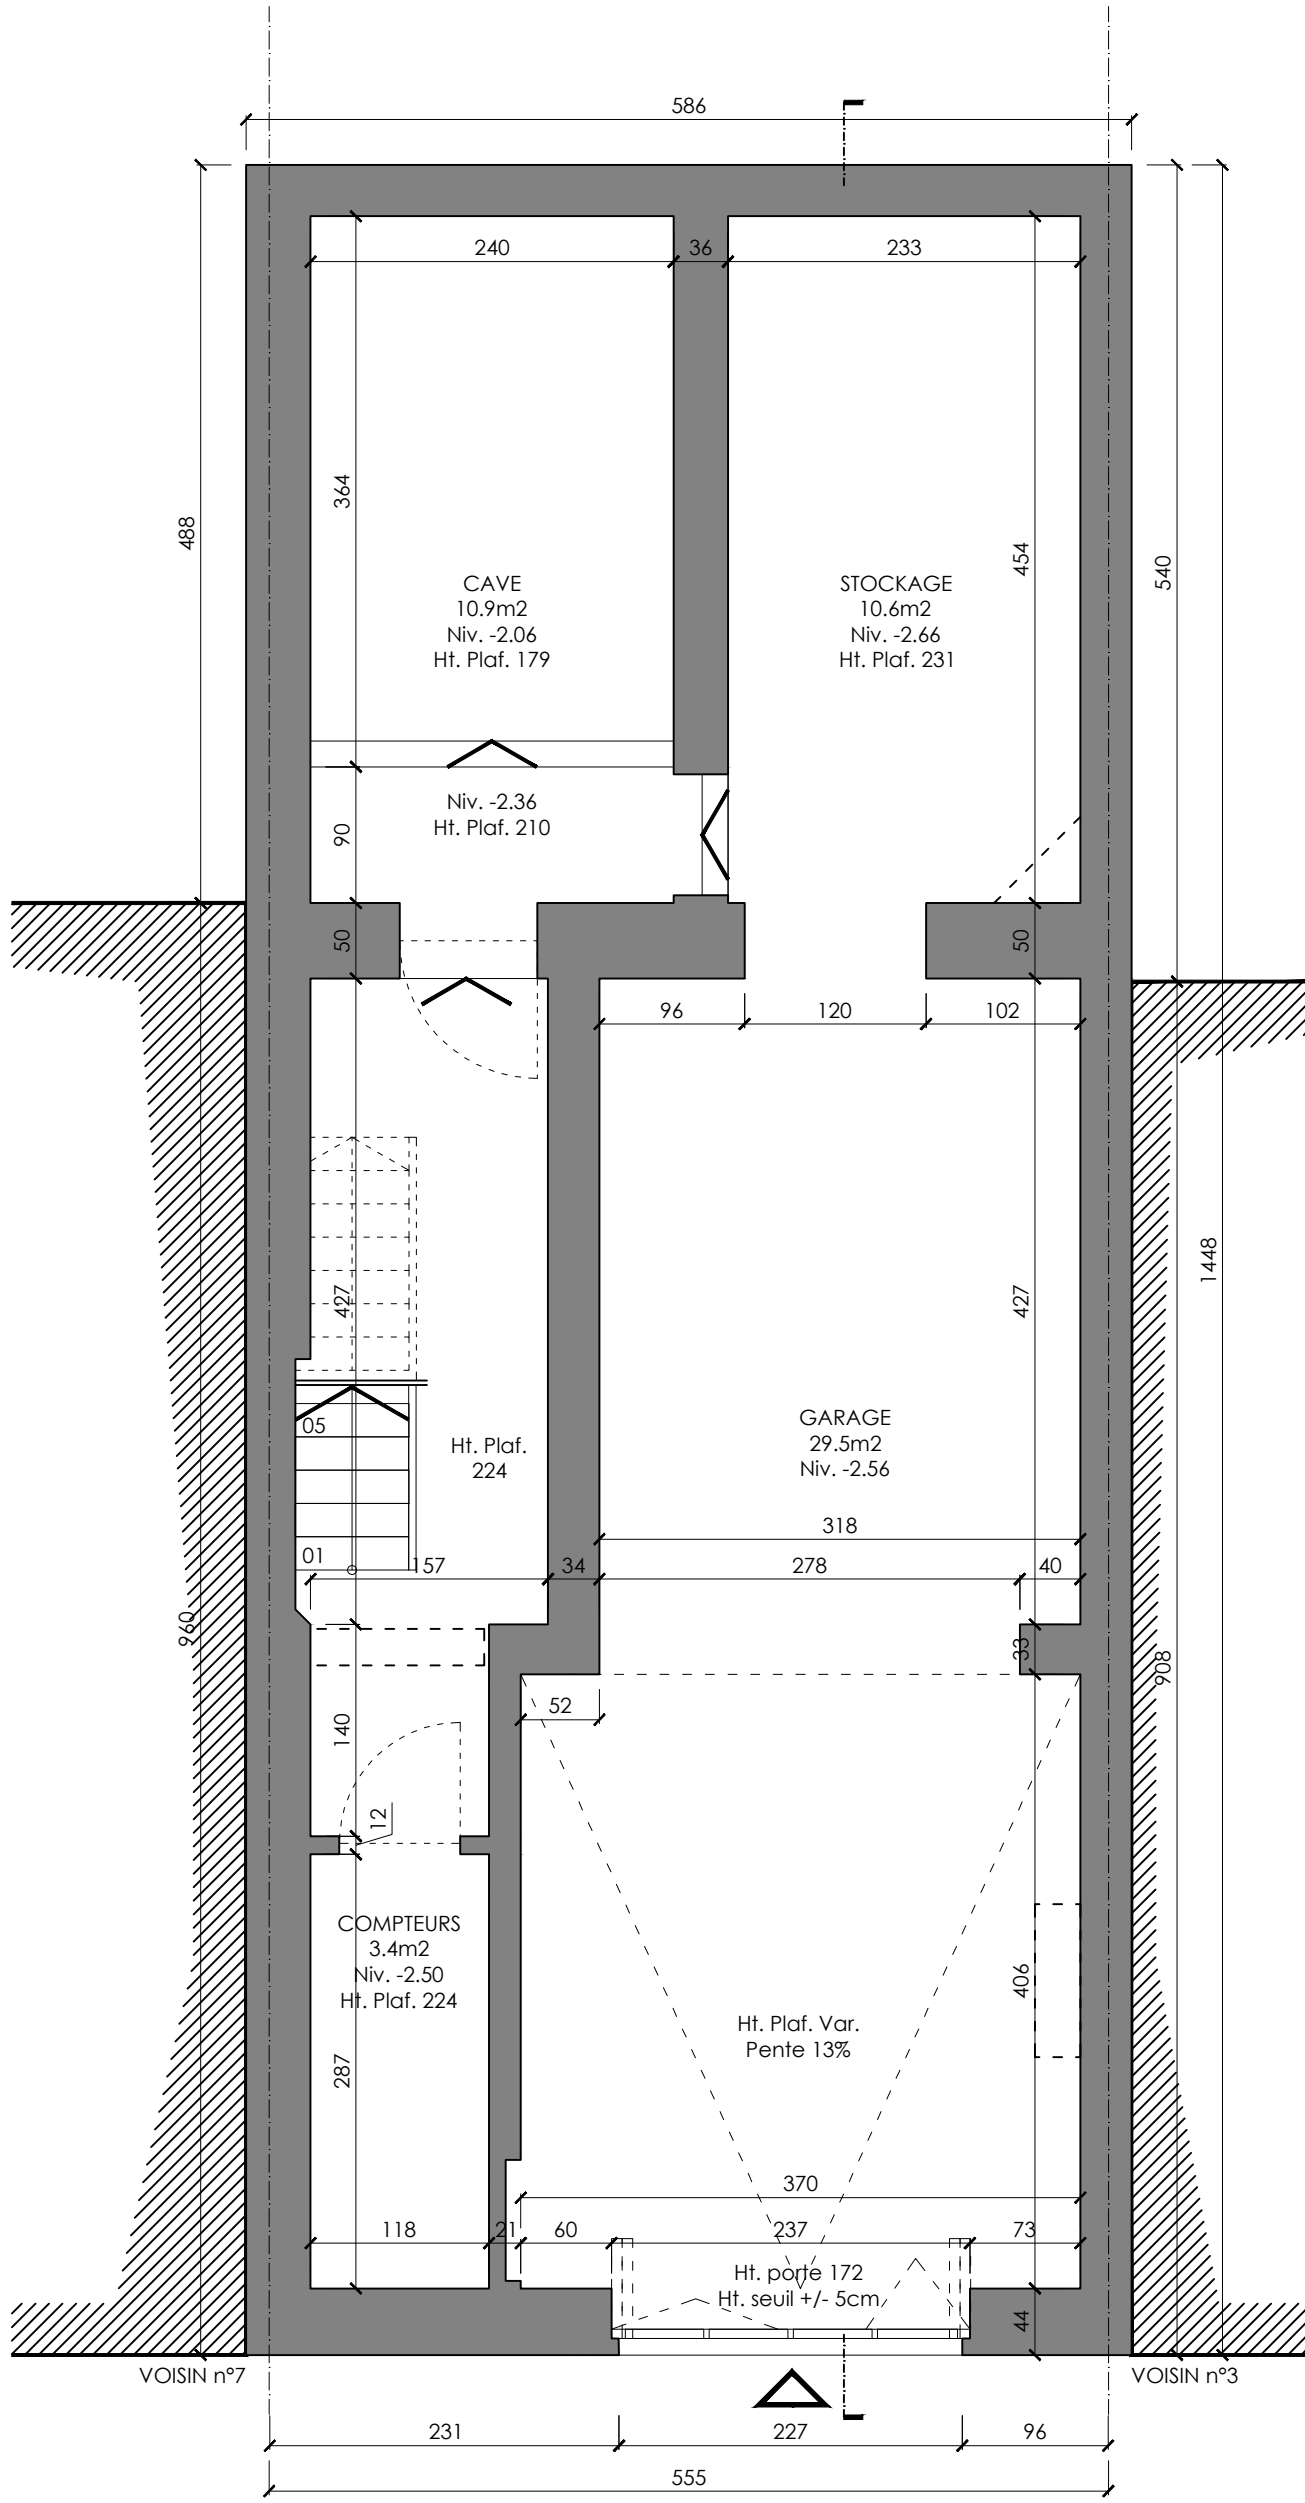 586
240
36
233
364
488
454
540
CAVE
10.9m2
Niv. -2.06
Ht. Plaf. 179
STOCKAGE
10.6m2
Niv. -2.66
Ht. Plaf. 231
Niv. -2.36
Ht. Plaf. 210
90
50
50
96
120
102
1448
427
427
05
Ht. Plaf.
224
GARAGE
29.5m2
Niv. -2.56
318
01
157
34
278
40
960
33
908
52
140
12
COMPTEURS
3.4m2
Niv. -2.50
Ht. Plaf. 224
406
Ht. Plaf. Var.
Pente 13%
287
370
118
21
60
237
73
Ht. porte 172
Ht. seuil +/- 5cm
44
VOISIN n°7
VOISIN n°3
231
227
96
555